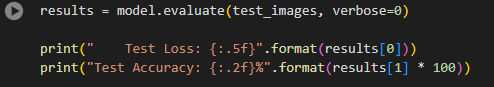 results = model.evaluate(test_images, verbose=0)
print("    Test Loss: {:.5f}".format(results[0]))
print("Test Accuracy: {:.2f}%".format(results[1] * 100))